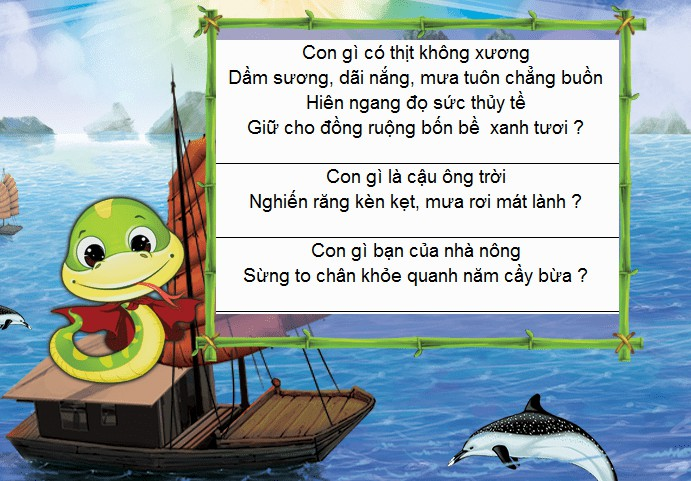 Con gì có thịt không xương
Dầm sương, dãi nắng, mưa tuôn chẳng buồn
Hiên ngang đọ sức thủy tề
Giữ cho đồng ruộng bốn bề xanh tươi ?
Con gì là cậu ông trời
Nghiến răng kèn kẹt, mưa rơi mát lành ?
Con gì bạn của nhà nông
Sừng to chân khỏe quanh năm cầy bừa ?